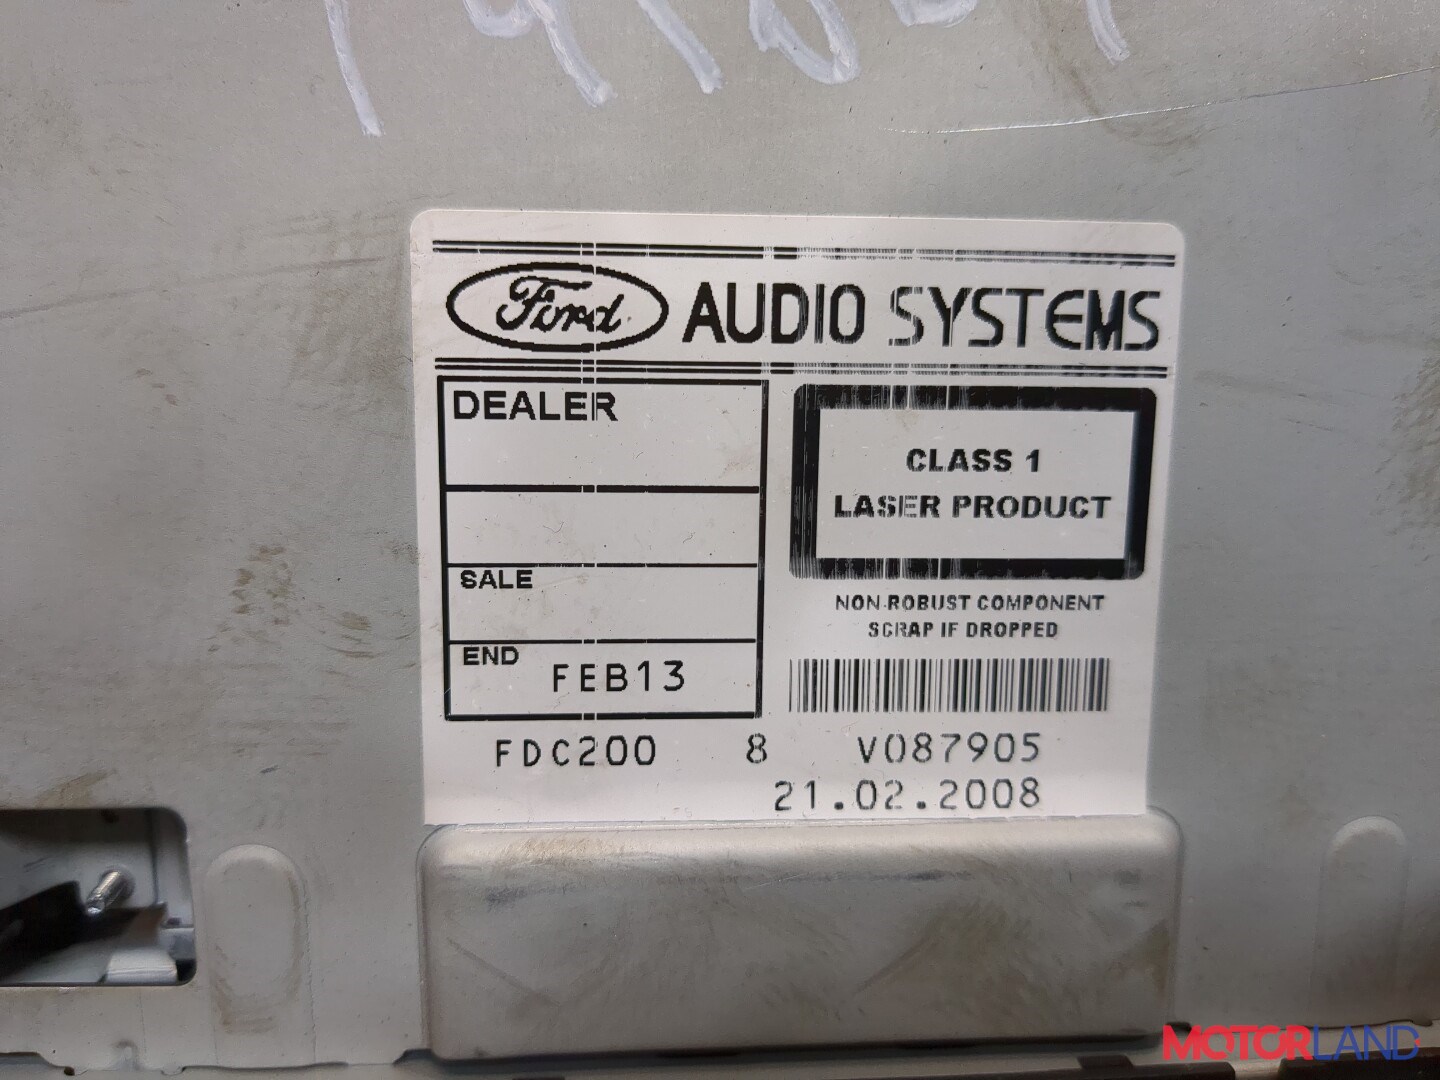 Ford AUDIO SYSTEMS
DEALER
CLASS 1
LASER PRODUCT
NON-ROBUST COMPONENT
SCRAP IF DROPPED
SALE
END FEB13
FDC200 8 V087905
21.02.2008
MOTORLAND